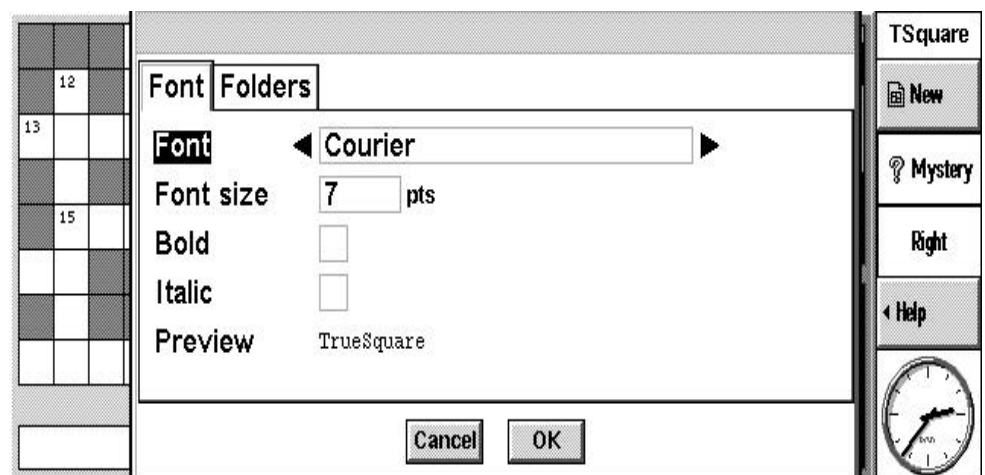 12
13
15
Font Folders
Font Courier
Font size 7 pts
Bold
Italic
Preview TrueSquare
Cancel OK
TSquare
New
Mystery
Right
Help